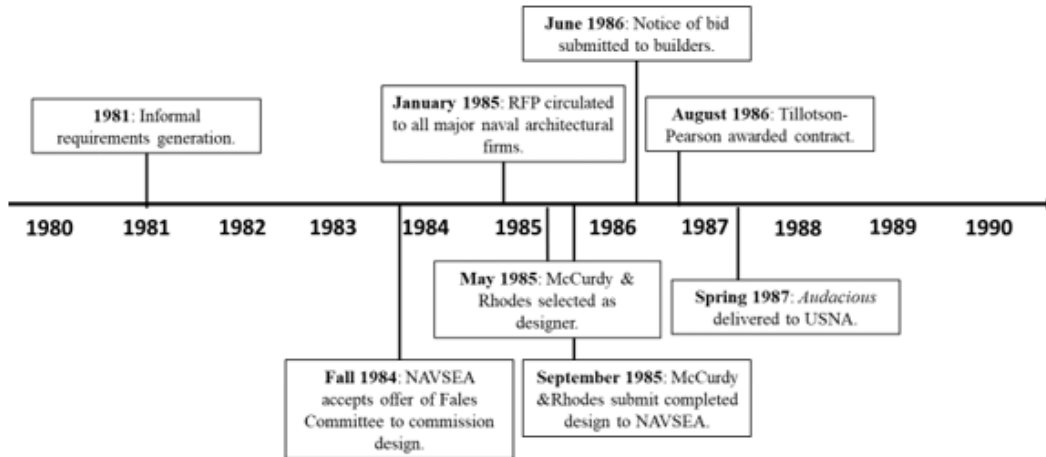 June 1986: Notice of bid
submitted to builders.
1981: Informal
requirements generation.
January 1985: RFP circulated
to all major naval architectural
firms.
August 1986: Tillotson-
Pearson awarded contract.
1980 1981 1982 1983 1984 1985 1986 1987 1988 1989 1990
May 1985: McCurdy &
Rhodes selected as
designer.
Spring 1987: Audacious
delivered to USNA.
Fall 1984: NAVSEA
accepts offer of Fales
Committee to commission
design.
September 1985: McCurdy
&Rhodes submit completed
design to NAVSEA.